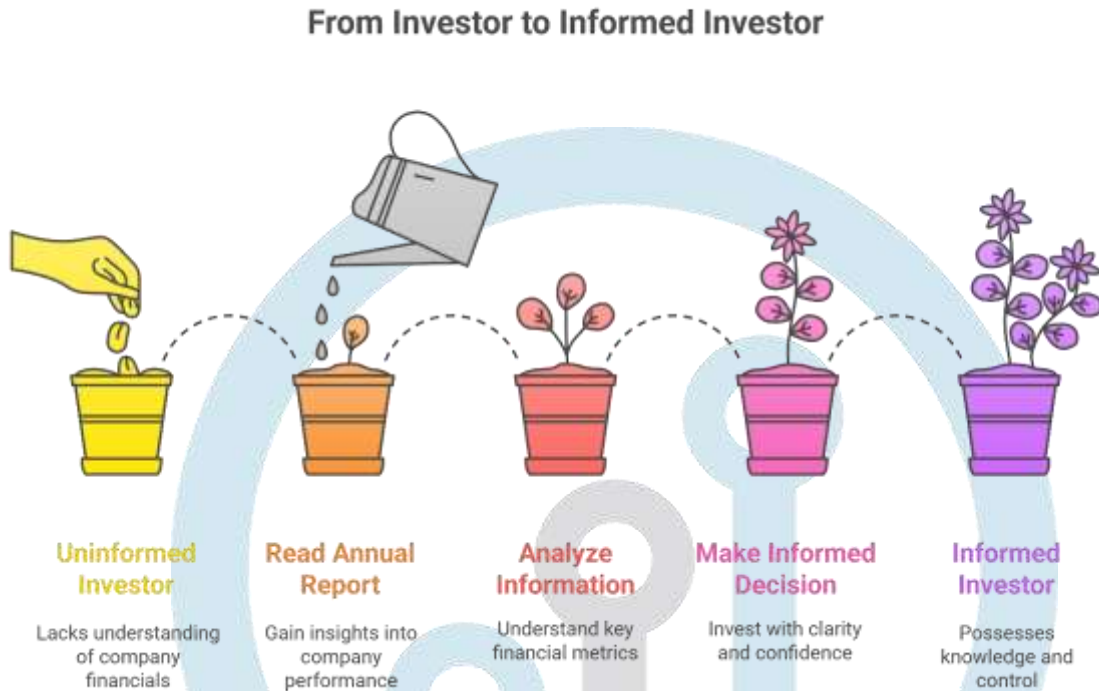 From Investor to Informed Investor
Uninformed
Investor
Lacks understanding
of company
financials
Read Annual
Report
Gain insights into
company
performance
Analyze
Information
Understand key
financial metrics
Make Informed
Decision
Invest with clarity
and confidence
Informed
Investor
Possesses
knowledge and
control